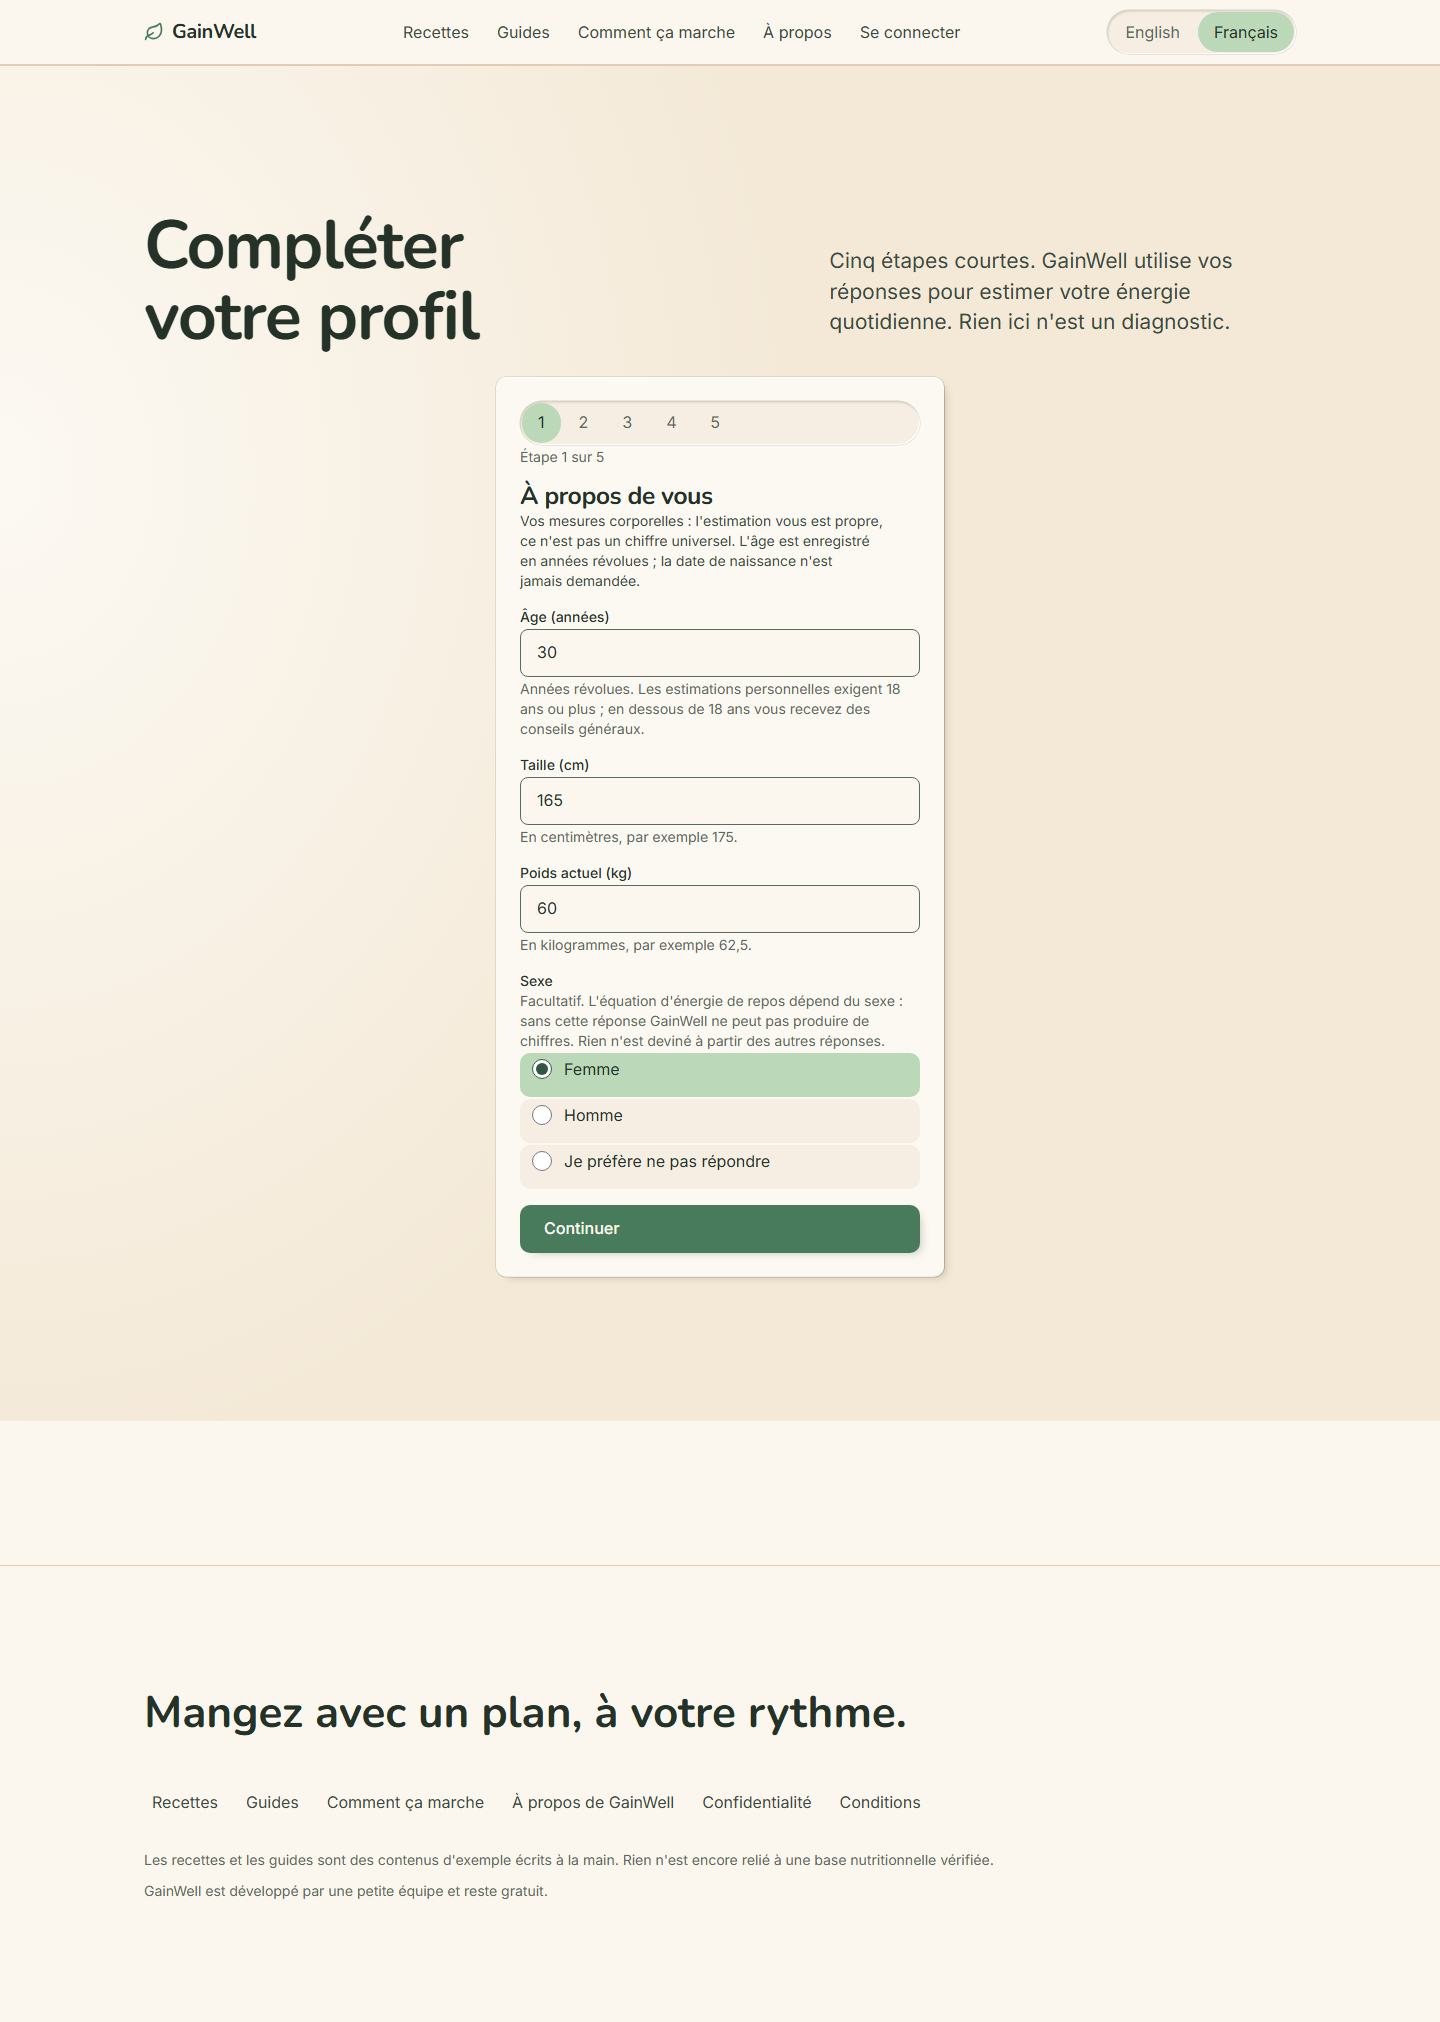 GainWell
Recettes
Guides
Comment ça marche
À propos
Se connecter
English
Français
Compléter
votre profil
Cinq étapes courtes. GainWell utilise vos
réponses pour estimer votre énergie
quotidienne. Rien ici n'est un diagnostic.
1
2
3
4
5
Étape 1 sur 5
À propos de vous
Vos mesures corporelles : l'estimation vous est propre,
ce n'est pas un chiffre universel. L'âge est enregistré
en années révolues ; la date de naissance n'est
jamais demandée.
Âge (années)
30
Années révolues. Les estimations personnelles exigent 18
ans ou plus ; en dessous de 18 ans vous recevez des
conseils généraux.
Taille (cm)
165
En centimètres, par exemple 175.
Poids actuel (kg)
60
En kilogrammes, par exemple 62,5.
Sexe
Facultatif. L'équation d'énergie de repos dépend du sexe :
sans cette réponse GainWell ne peut pas produire de
chiffres. Rien n'est deviné à partir des autres réponses.
Femme
Homme
Je préfère ne pas répondre
Continuer
Mangez avec un plan, à votre rythme.
Recettes
Guides
Comment ça marche
À propos de GainWell
Confidentialité
Conditions
Les recettes et les guides sont des contenus d'exemple écrits à la main. Rien n'est encore relié à une base nutritionnelle vérifiée.
GainWell est développé par une petite équipe et reste gratuit.